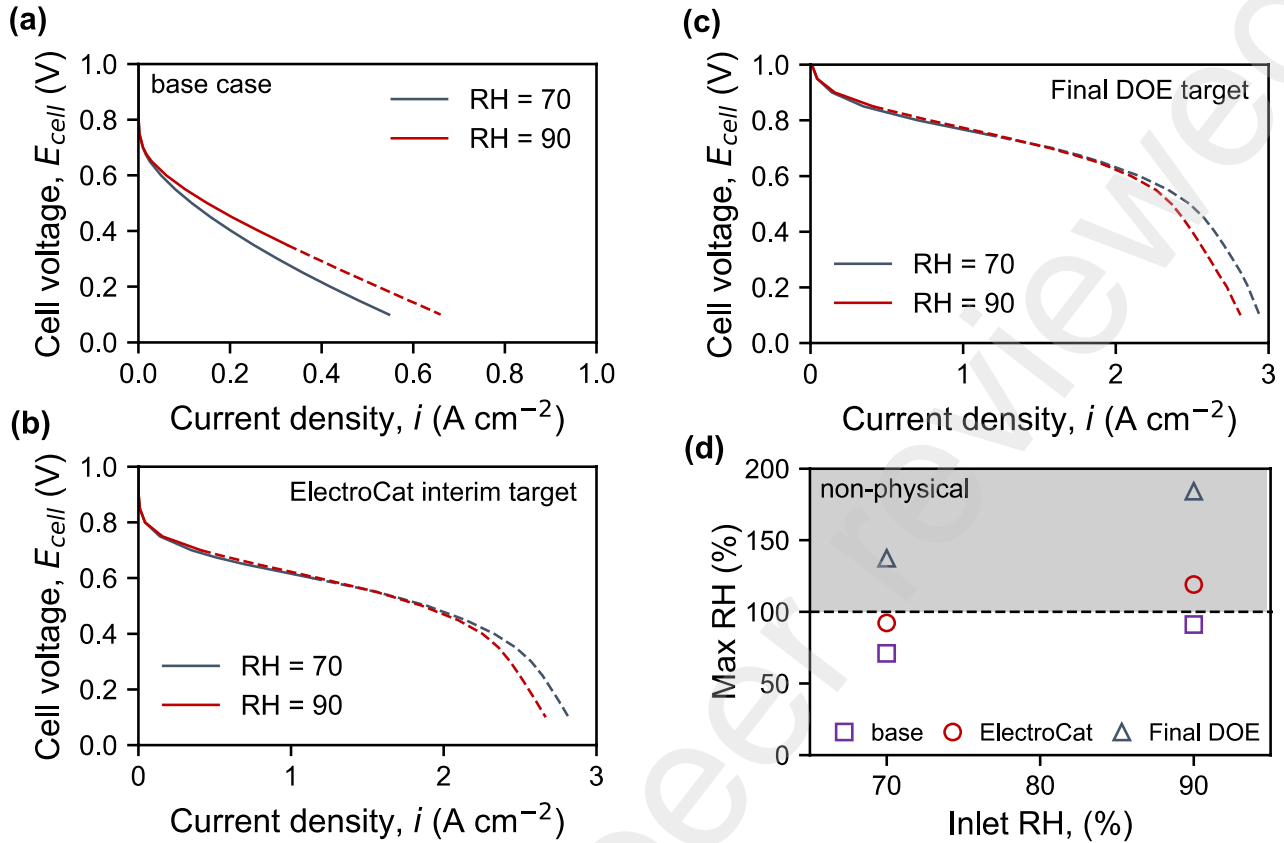 (a)
1.0
0.8
0.6
0.4
0.2
0.0
Cell voltage, E_cell (V)
base case
RH = 70
RH = 90
0.0 0.2 0.4 0.6 0.8 1.0
Current density, i (A cm⁻²)
(b)
1.0
0.8
0.6
0.4
0.2
0.0
Cell voltage, E_cell (V)
ElectroCat interim target
RH = 70
RH = 90
0 1 2 3
Current density, i (A cm⁻²)
(c)
1.0
0.8
0.6
0.4
0.2
0.0
Cell voltage, E_cell (V)
Final DOE target
RH = 70
RH = 90
0 1 2 3
Current density, i (A cm⁻²)
(d)
200
150
100
50
0
Max RH (%)
non-physical
base ElectroCat Final DOE
70 80 90
Inlet RH, (%)
eer reviewed